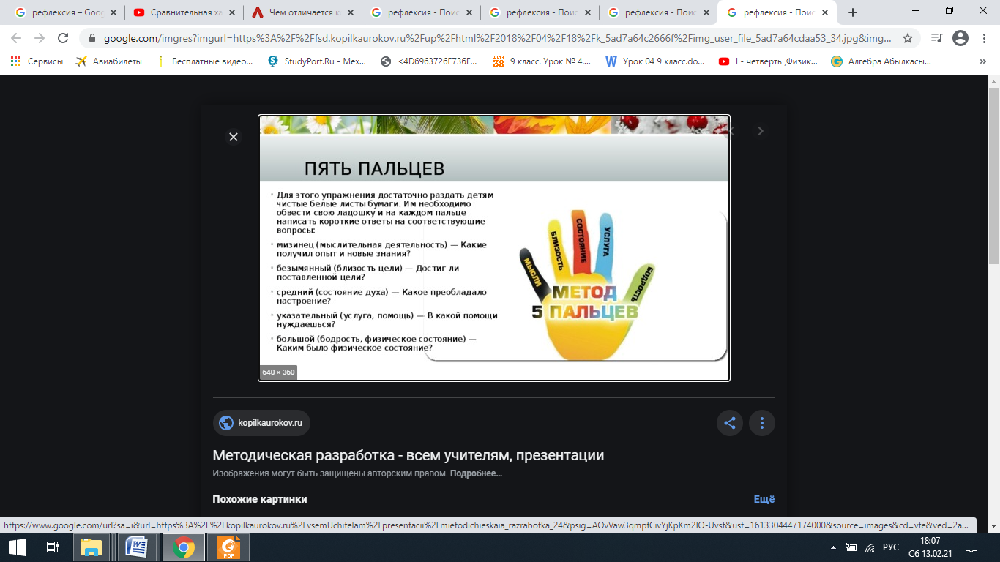 рефлексия – Goog
Сравнительная ха
Чем отличается к
рефлексия - Поис
рефлексия - Поис
рефлексия - Поис
рефлексия - Поис
google.com/imgres?imgurl=https%3A%2F%2Ffsd.kopilkaurokov.ru%2Fup%2Fhtml%2F2018%2F04%2F18%2Fk_5ad7a64c2666f%2Fimg_user_file_5ad7a64cdaa53_34.jpg&img...
Сервисы
Авиабилеты
Бесплатные видео...
StudyPort.Ru - Мех...
<4D6963726F736F...
9 класс. Урок № 4....
Урок 04 9 класс.do...
I - четверть ,Физик...
Алгебра Абылкасы...
ПЯТЬ ПАЛЬЦЕВ
Для этого упражнения достаточно раздать детям
чистые белые листы бумаги. Им необходимо
обвести свою ладошку и на каждом пальце
написать короткие ответы на соответствующие
вопросы:
мизинец (мыслительная деятельность) — Какие
получил опыт и новые знания?
безымянный (близость цели) — Достиг ли
поставленной цели?
средний (состояние духа) — Какое преобладало
настроение?
указательный (услуга, помощь) — В какой помощи
нуждаешься?
большой (бодрость, физическое состояние) —
Каким было физическое состояние?
МЫСЛИ
БЛИЗОСТЬ
СОСТОЯНИЕ
УСЛУГА
БОДРОСТЬ
МЕТОД
5 ПАЛЬЦЕВ
640 × 360
kopilkaurokov.ru
Методическая разработка - всем учителям, презентации
Изображения могут быть защищены авторским правом. Подробнее...
Похожие картинки
Ещё
https://www.google.com/url?sa=i&url=https%3A%2F%2Fkopilkaurokov.ru%2FvsemUchitelam%2Fpresentacii%2Fmietodichieskaia_razrabotka_24&psig=AOvVaw3qmpfCivYjKpKm2IO-Uvst&ust=1613304447174000&source=images&cd=vfe&ved=2a...
РУС
18:07
Сб 13.02.21